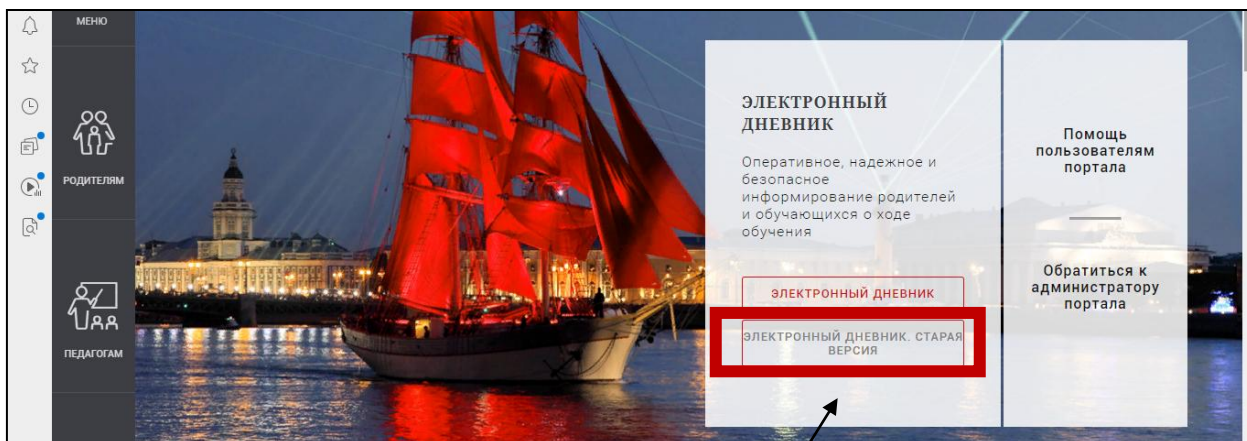 МЕНЮ
РОДИТЕЛЯМ
ПЕДАГОГАМ
ЭЛЕКТРОННЫЙ
ДНЕВНИК
Оперативное, надежное и
безопасное
информирование родителей
и обучающихся о ходе
обучения
ЭЛЕКТРОННЫЙ ДНЕВНИК
ЭЛЕКТРОННЫЙ ДНЕВНИК. СТАРАЯ
ВЕРСИЯ
Помощь
пользователям
портала
Обратиться к
администратору
портала